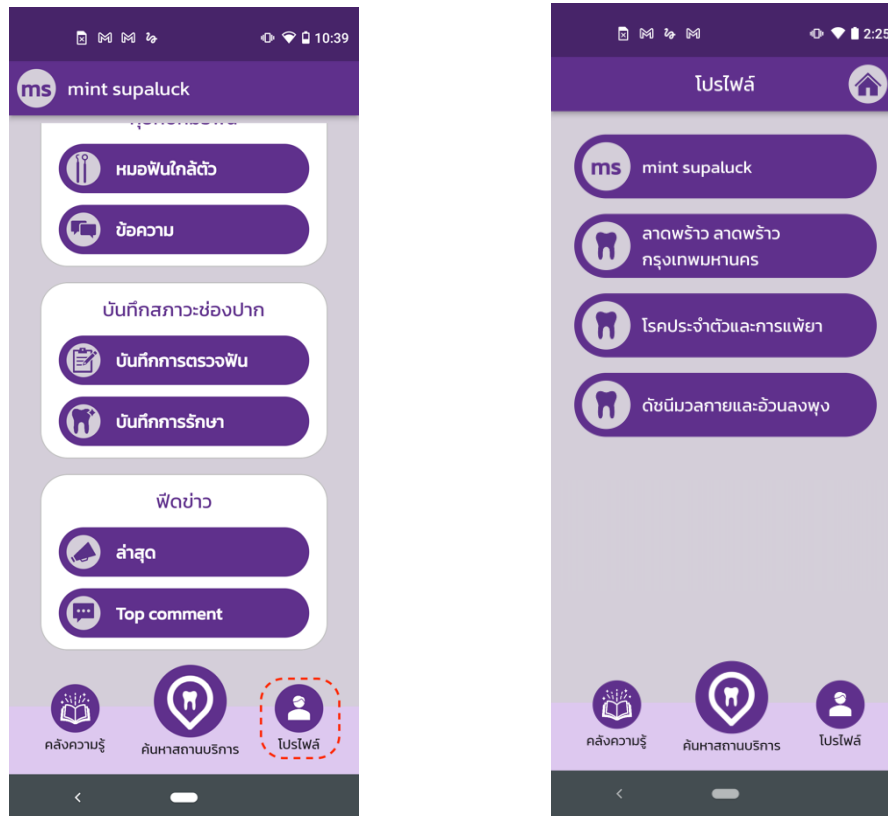 10:39
ms mint supaluck
หมอฟันใกล้ตัว
ข้อความ
บันทึกสภาวะช่องปาก
บันทึกการตรวจฟัน
บันทึกการรักษา
ฟีดข่าว
ล่าสุด
Top comment
คลังความรู้
ค้นหาสถานบริการ
โปรไฟล์
2:25
โปรไฟล์
ms mint supaluck
ลาดพร้าว ลาดพร้าว
กรุงเทพมหานคร
โรคประจำตัวและการแพ้ยา
ดัชนีมวลกายและอ้วนลงพุง
คลังความรู้
ค้นหาสถานบริการ
โปรไฟล์